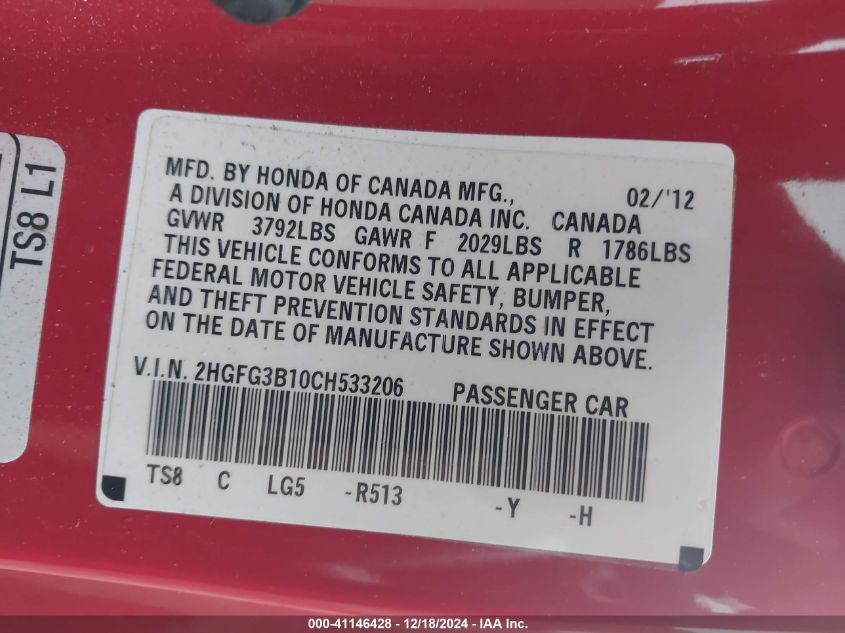 TS8 L1
MFD. BY HONDA OF CANADA MFG., 02/'12
A DIVISION OF HONDA CANADA INC. CANADA
GVWR 3792LBS GAWR F 2029LBS R 1786LBS
THIS VEHICLE CONFORMS TO ALL APPLICABLE
FEDERAL MOTOR VEHICLE SAFETY, BUMPER,
AND THEFT PREVENTION STANDARDS IN EFFECT
ON THE DATE OF MANUFACTURE SHOWN ABOVE.
V.I.N. 2HGFG3B10CH533206 PASSENGER CAR
TS8 C LG5 -R513 -Y -H
000-41146428 - 12/18/2024 - IAA Inc.